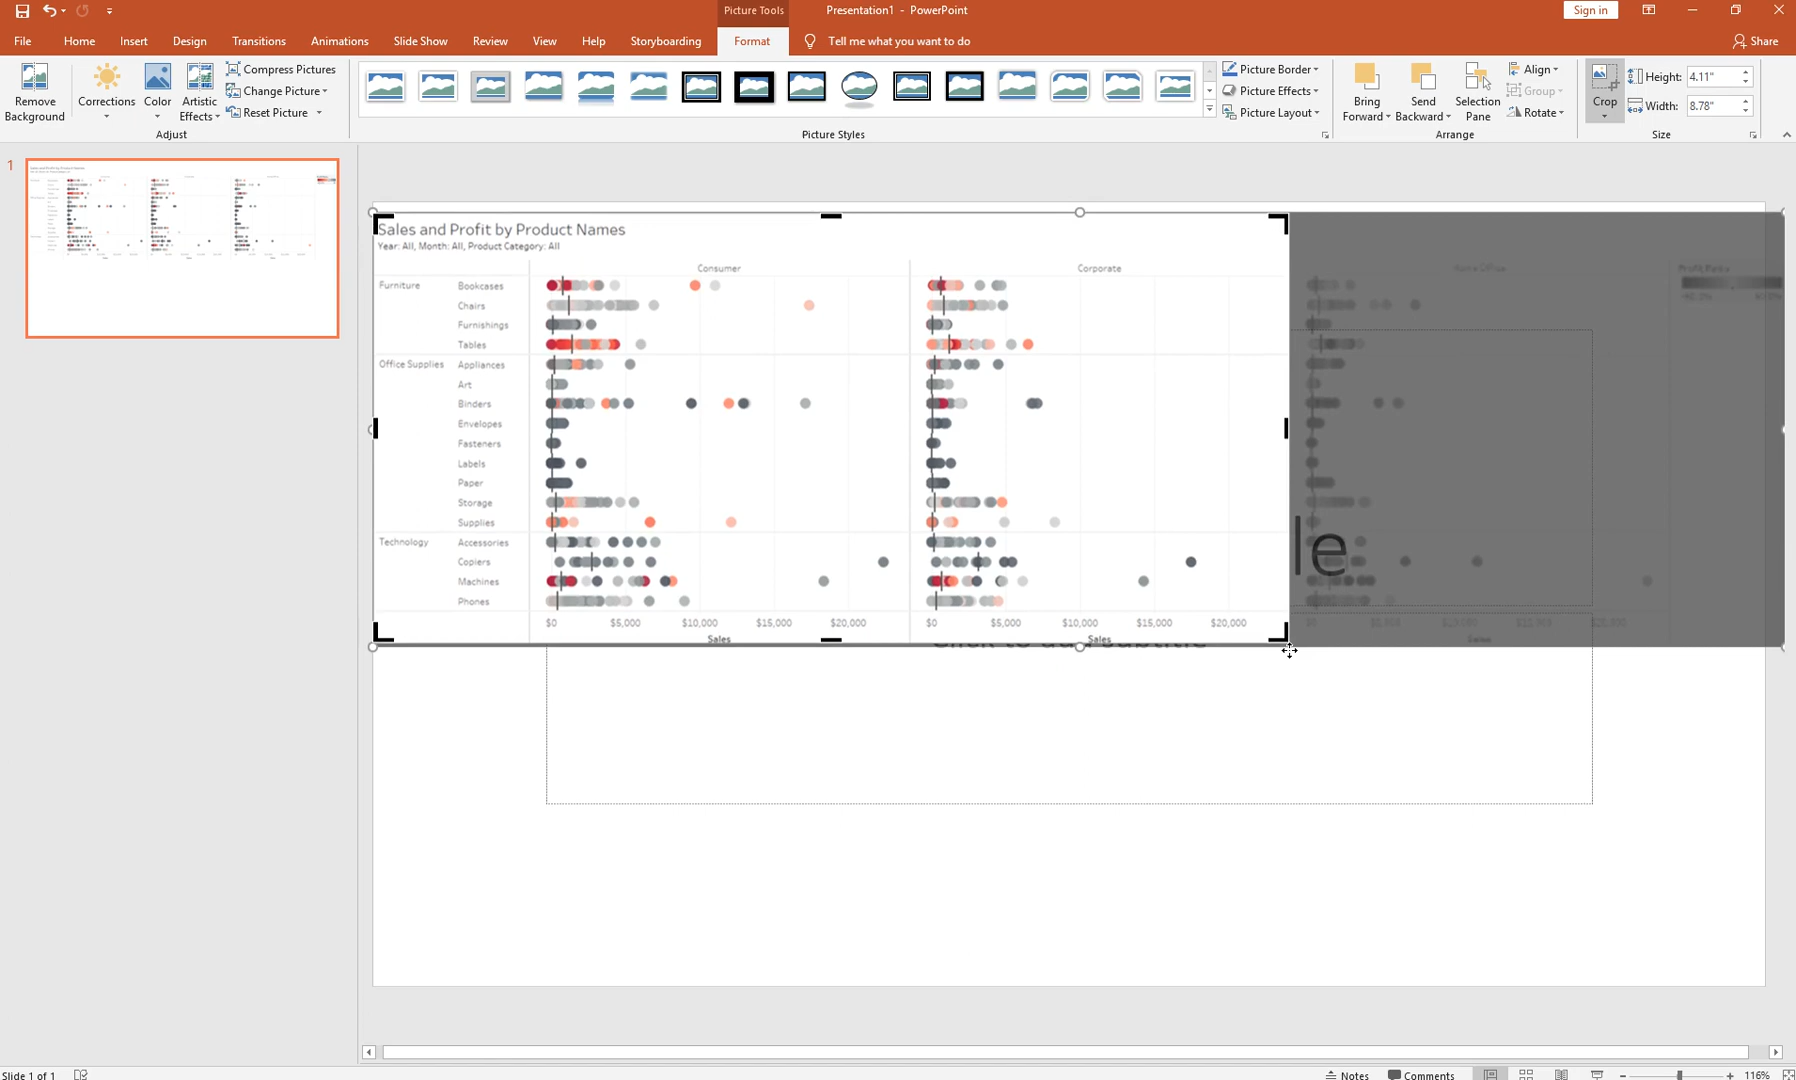 Picture Tools
Presentation1 - PowerPoint
Sign in
File
Home
Insert
Design
Transitions
Animations
Slide Show
Review
View
Help
Storyboarding
Format
Tell me what you want to do
Share
Remove Background
Corrections
Color
Artistic Effects
Compress Pictures
Change Picture
Reset Picture
Adjust
Picture Styles
Picture Border
Picture Effects
Picture Layout
Bring Forward
Send Backward
Selection Pane
Align
Group
Rotate
Arrange
Crop
Height: 4.11"
Width: 8.78"
Size
1
Sales and Profit by Product Names
Year: All, Month: All, Product Category: All
Consumer
Corporate
Furniture
Bookcases
Chairs
Furnishings
Tables
Office Supplies
Appliances
Art
Binders
Envelopes
Fasteners
Labels
Paper
Storage
Supplies
Technology
Accessories
Copiers
Machines
Phones
$0 $5,000 $10,000 $15,000 $20,000
Sales
$0 $5,000 $10,000 $15,000 $20,000
Sales
le
Click to add subtitle
Slide 1 of 1
Notes
Comments
116%